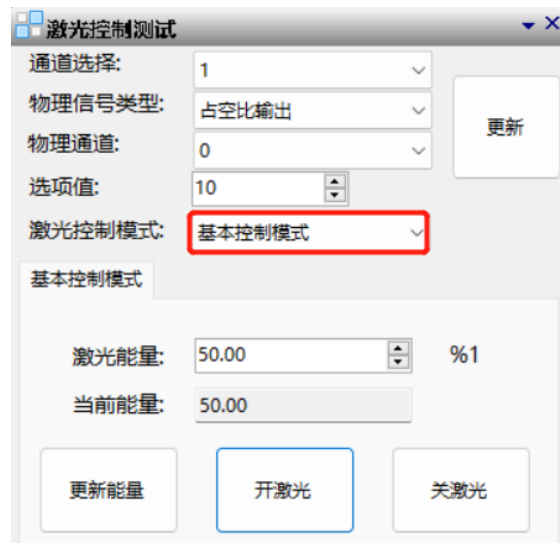 激光控制测试
通道选择: 1
物理信号类型: 占空比输出
更新
物理通道: 0
选项值: 10
激光控制模式: 基本控制模式
基本控制模式
激光能量: 50.00 %1
当前能量: 50.00
更新能量 开激光 关激光